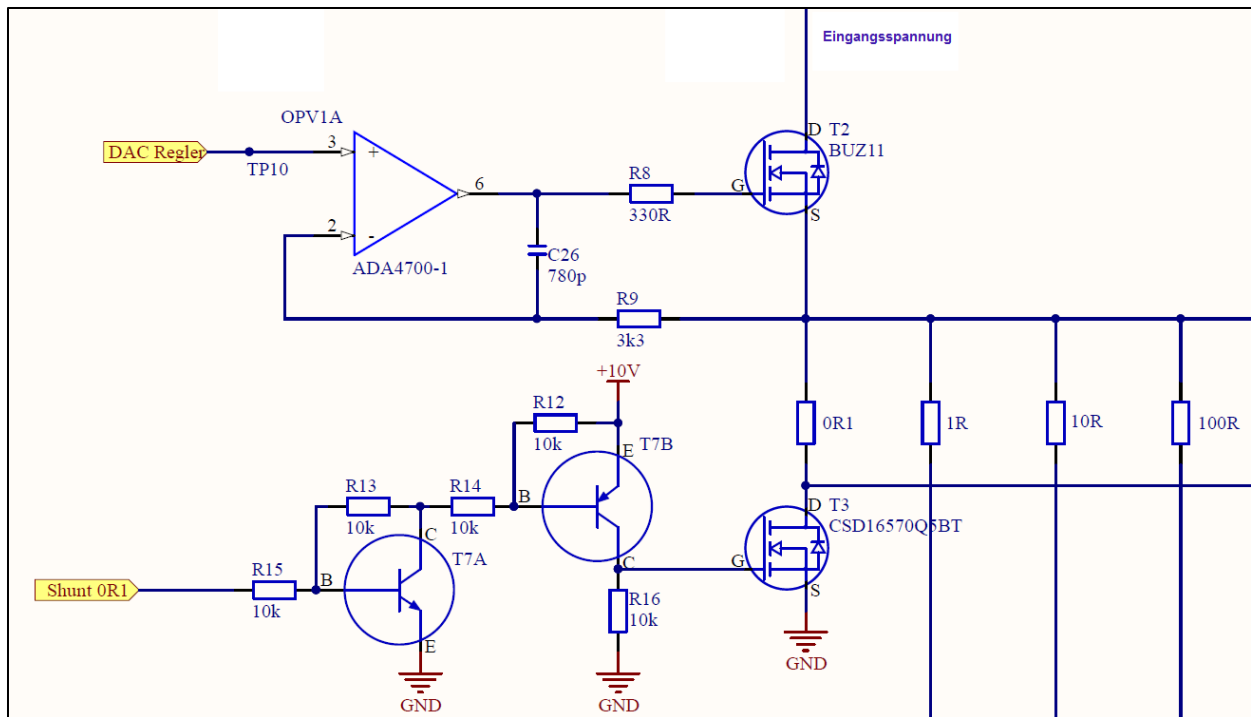 Eingangsspannung
OPV1A
DAC Regler
TP10
3
+
2
-
6
ADA4700-1
R8
330R
C26
780p
R9
3k3
D
T2
BUZ11
G
S
+10V
R12
10k
T7B
E
B
C
R13
10k
R14
10k
C
T7A
B
E
Shunt 0R1
R15
10k
R16
10k
GND
GND
0R1
1R
10R
100R
D
T3
CSD16570Q5BT
G
S
GND